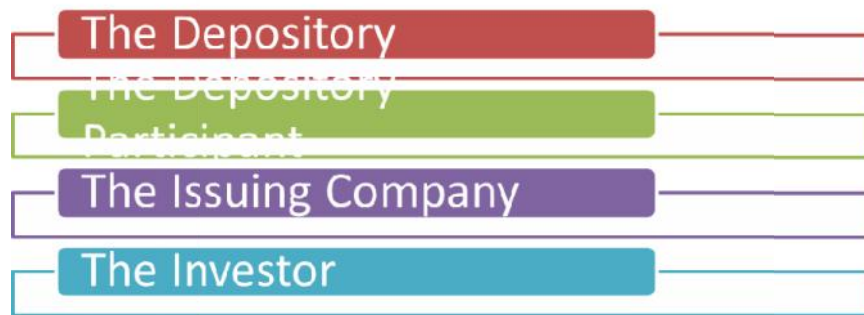 The Depository
The Depository
Participant
The Issuing Company
The Investor